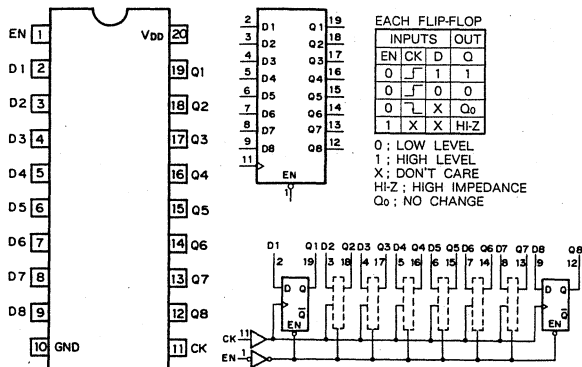 EN 1
VDD 20
D1 2
19 Q1
D2 3
18 Q2
D3 4
17 Q3
D4 5
16 Q4
D5 6
15 Q5
D6 7
14 Q6
D7 8
13 Q7
D8 9
12 Q8
10 GND
11 CK
2 D1 Q1 19
3 D2 Q2 18
4 D3 Q3 17
5 D4 Q4 16
6 D5 Q5 15
7 D6 Q6 14
8 D7 Q7 13
9 D8 Q8 12
11
EN
1
EACH FLIP-FLOP
INPUTS OUT
EN CK D Q
0 1 1
0 0 0
0 X Q0
1 X X HI-Z
0 ; LOW LEVEL
1 ; HIGH LEVEL
X ; DON'T CARE
HI-Z ; HIGH IMPEDANCE
Q0 ; NO CHANGE
D1 Q1 D2 Q2 D3 Q3 D4 Q4 D5 Q5 D6 Q6 D7 Q7 D8 Q8
2 19 3 18 4 17 5 16 6 15 7 14 8 13 9 12
D Q
Q
EN
D Q
Q
EN
CK 11
EN 1